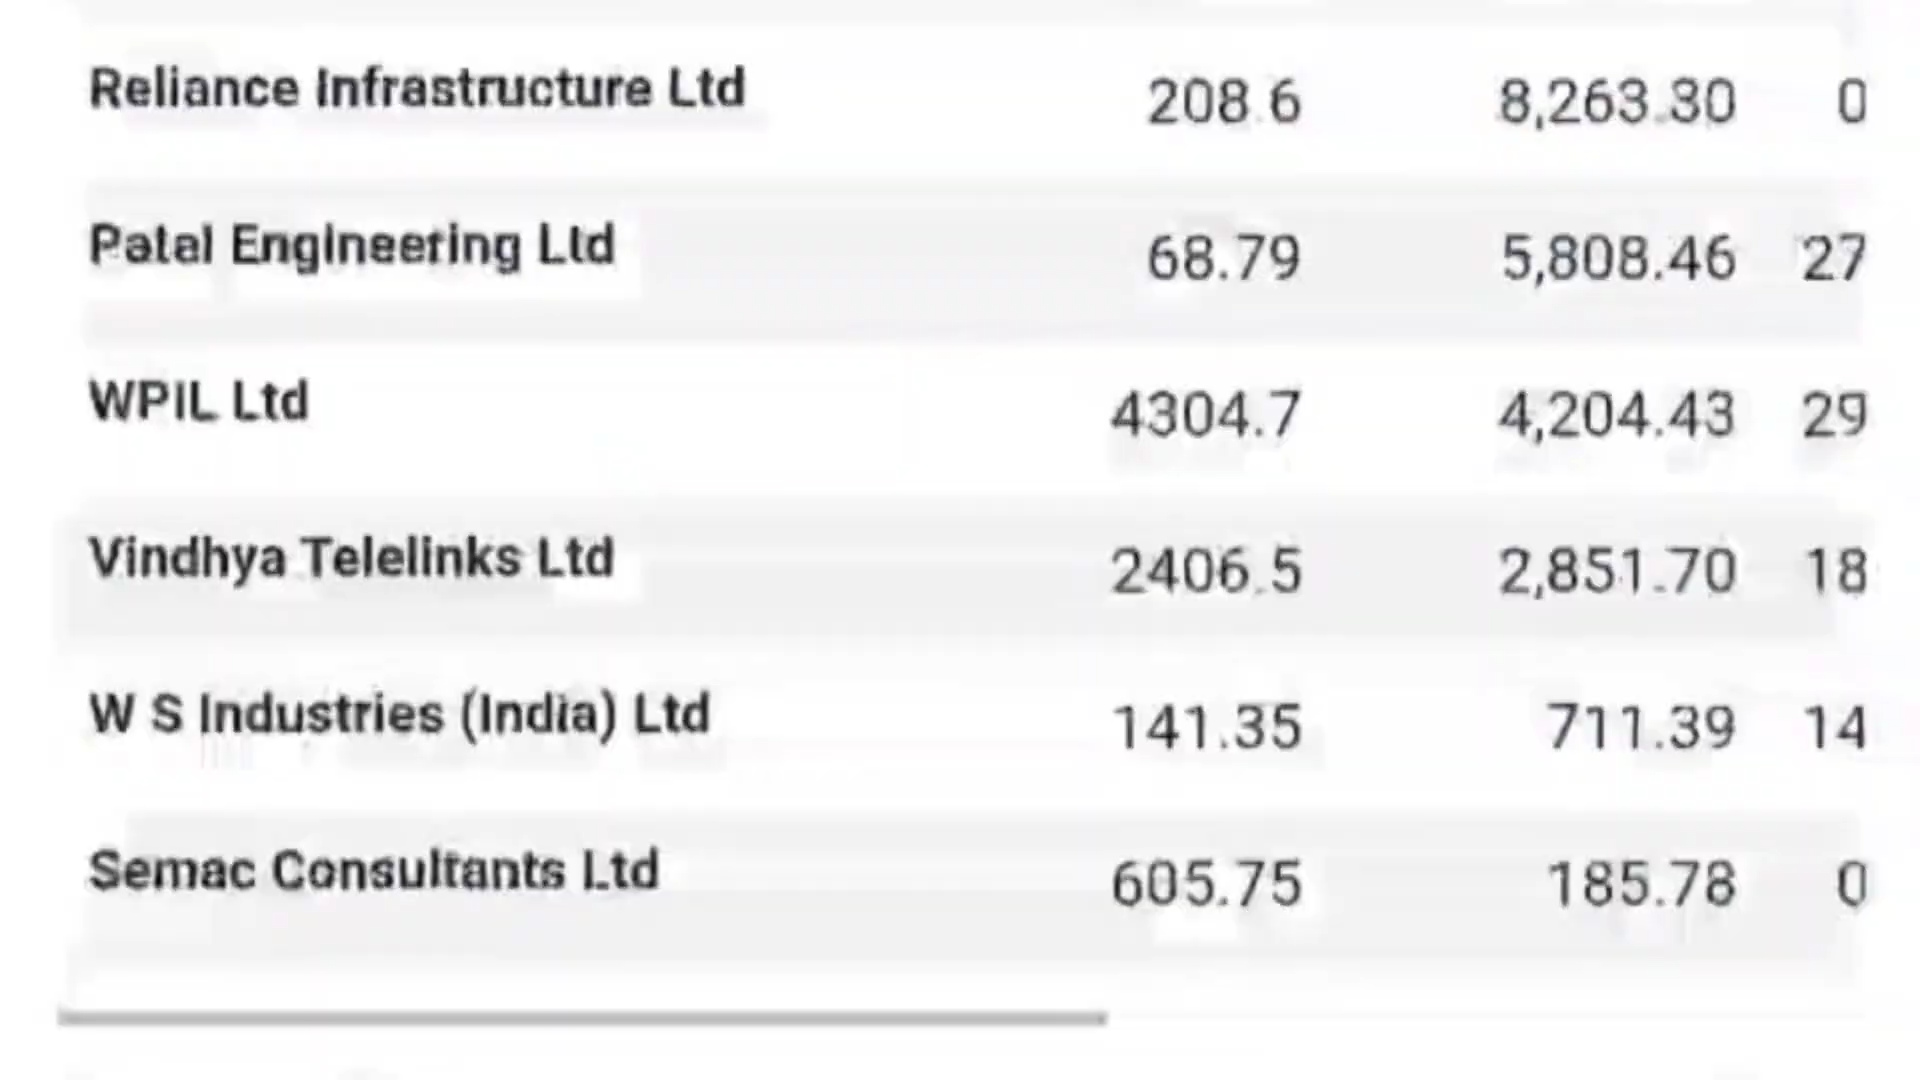 Reliance Infrastructure Ltd 208.6 8,263.30 0
Patel Engineering Ltd 68.79 5,808.46 27
WPIL Ltd 4304.7 4,204.43 29
Vindhya Telelinks Ltd 2406.5 2,851.70 18
W S Industries (India) Ltd 141.35 711.39 14
Semac Consultants Ltd 605.75 185.78 0